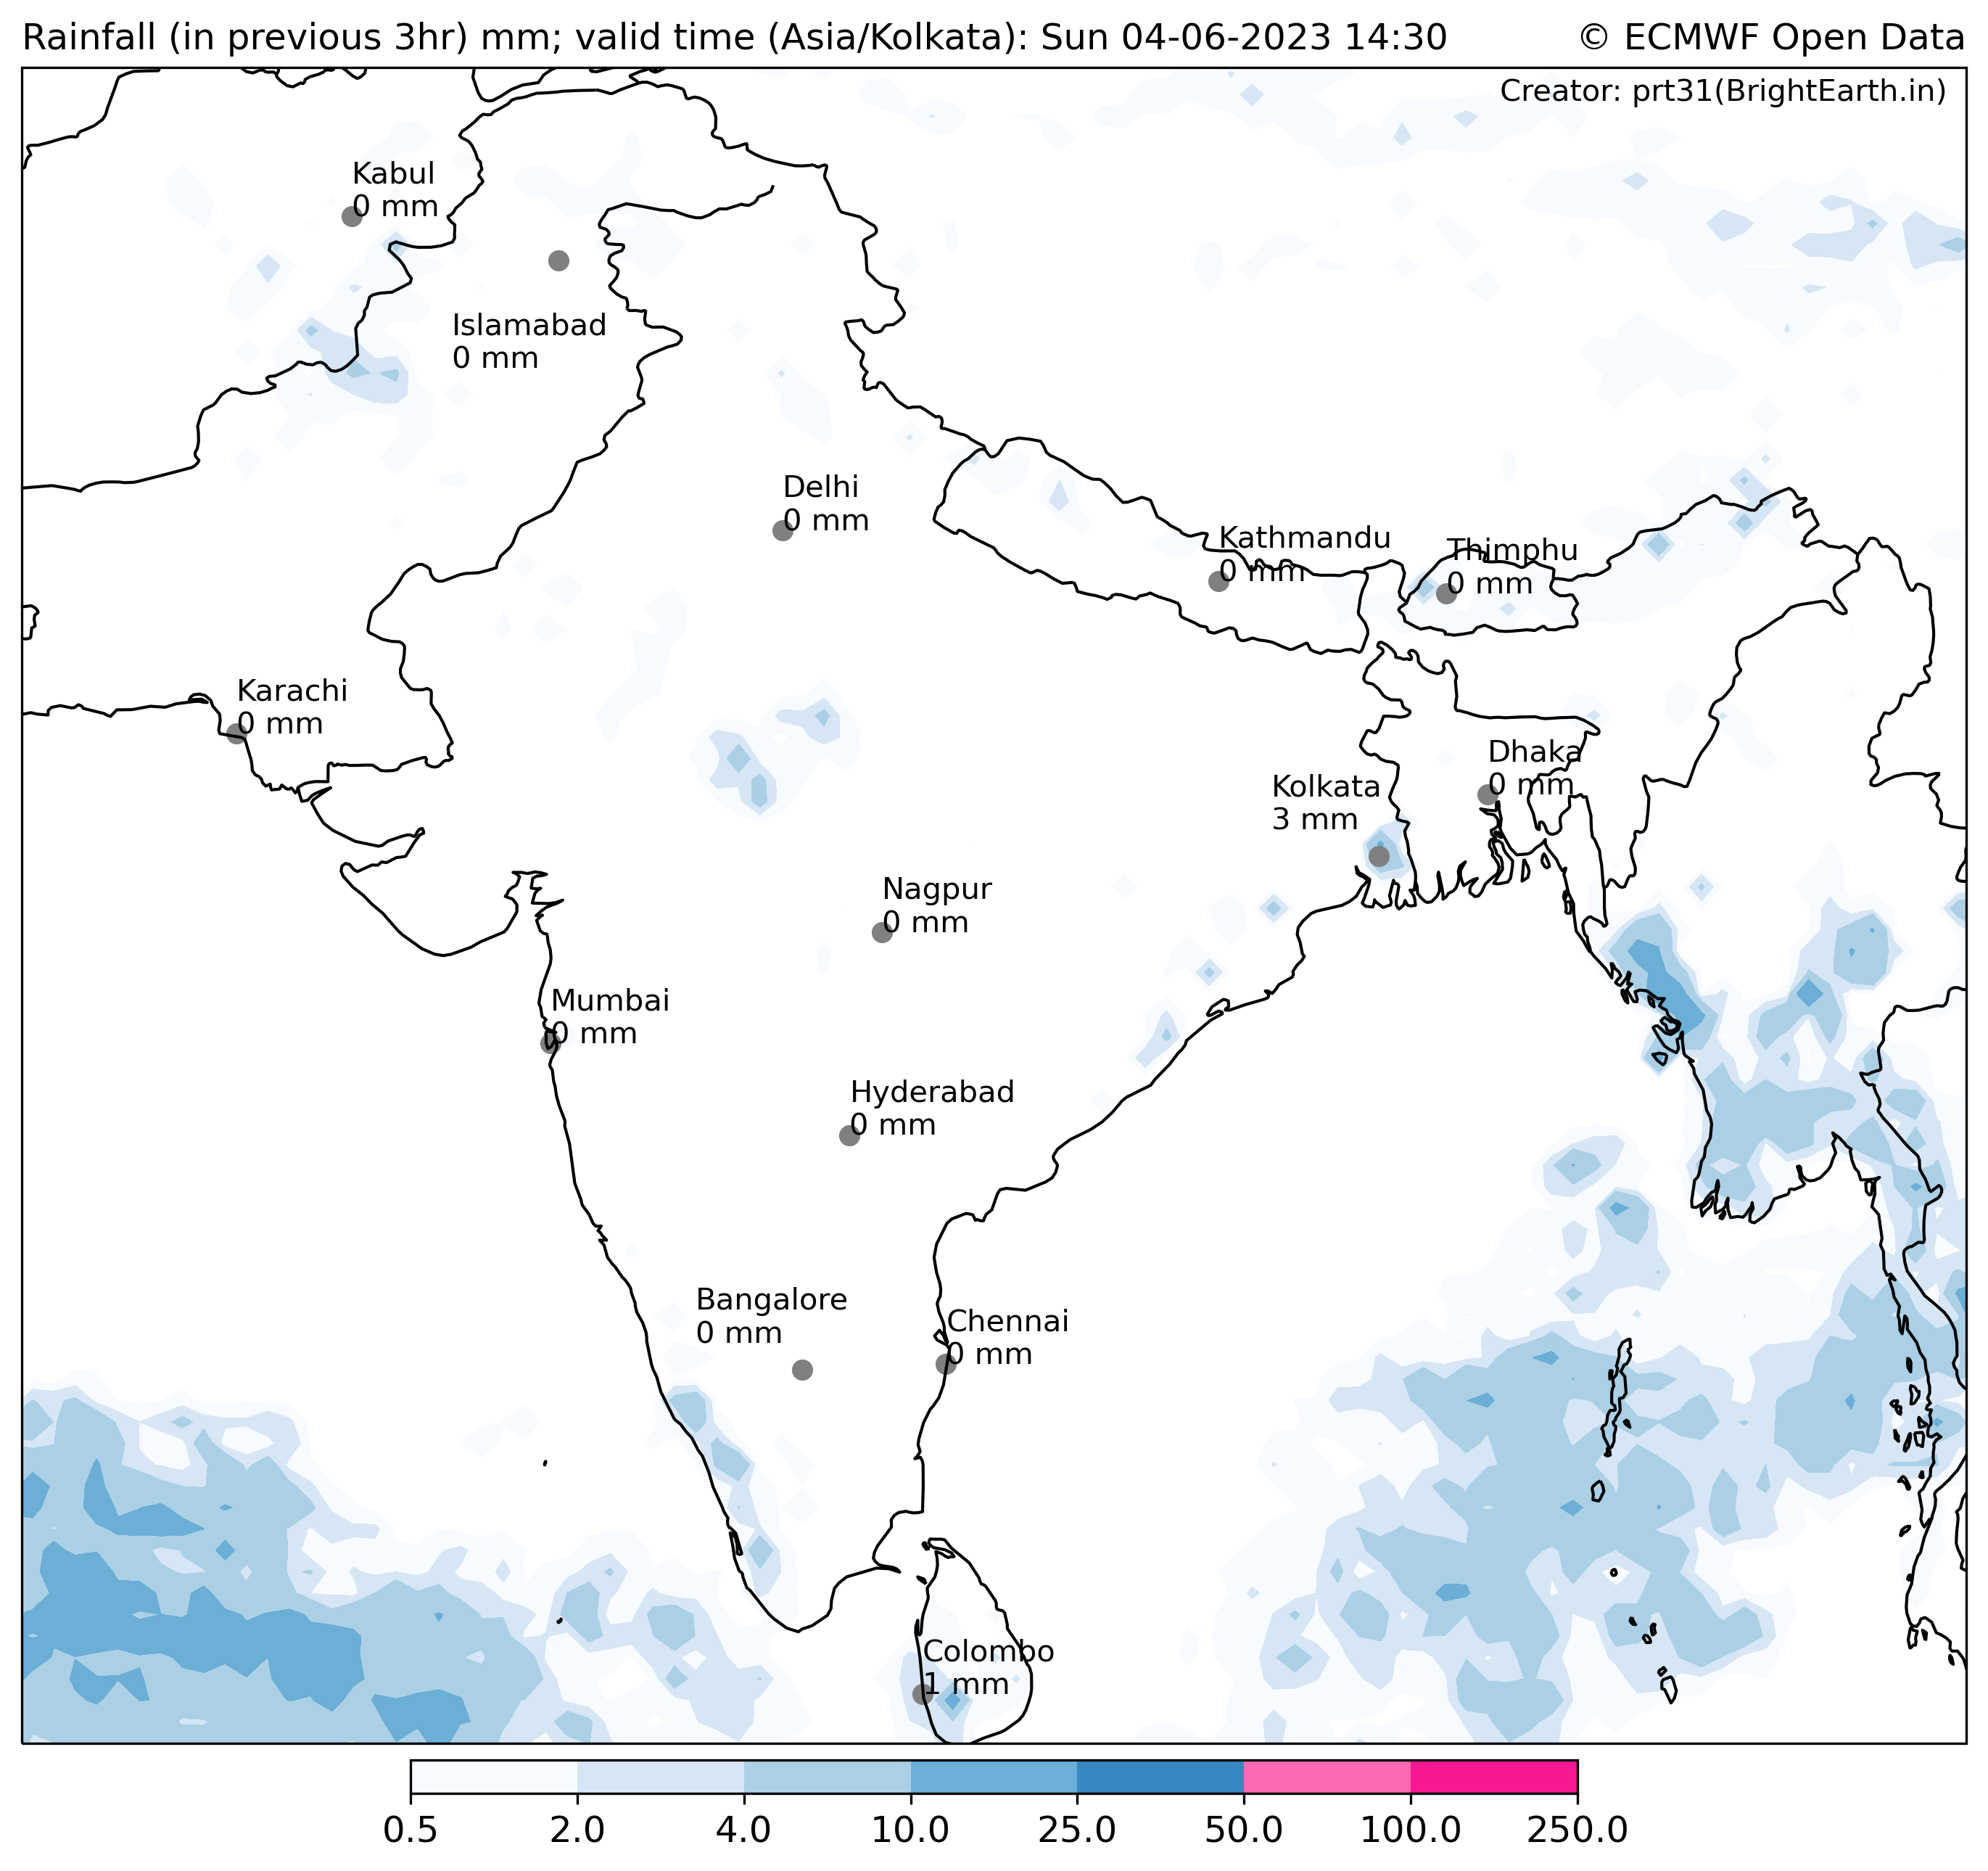 Rainfall (in previous 3hr) mm; valid time (Asia/Kolkata): Sun 04-06-2023 14:30
© ECMWF Open Data
Creator: prt31(BrightEarth.in)
Kabul
0 mm
Islamabad
0 mm
Delhi
0 mm
Kathmandu
0 mm
Thimphu
0 mm
Karachi
0 mm
Dhaka
0 mm
Kolkata
3 mm
Nagpur
0 mm
Mumbai
0 mm
Hyderabad
0 mm
Bangalore
0 mm
Chennai
0 mm
Colombo
1 mm
0.5 2.0 4.0 10.0 25.0 50.0 100.0 250.0